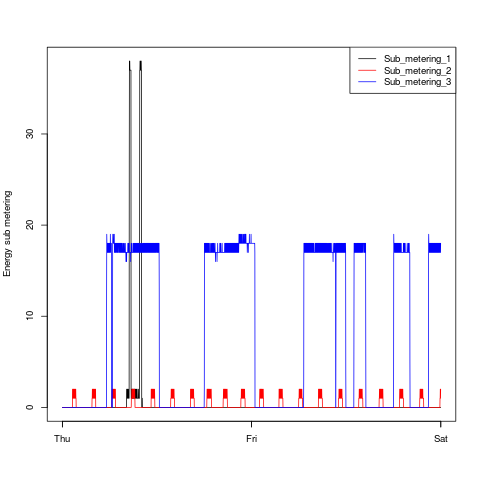 Sub_metering_1
Sub_metering_2
Sub_metering_3
Energy sub metering
30
20
10
0
Thu
Fri
Sat